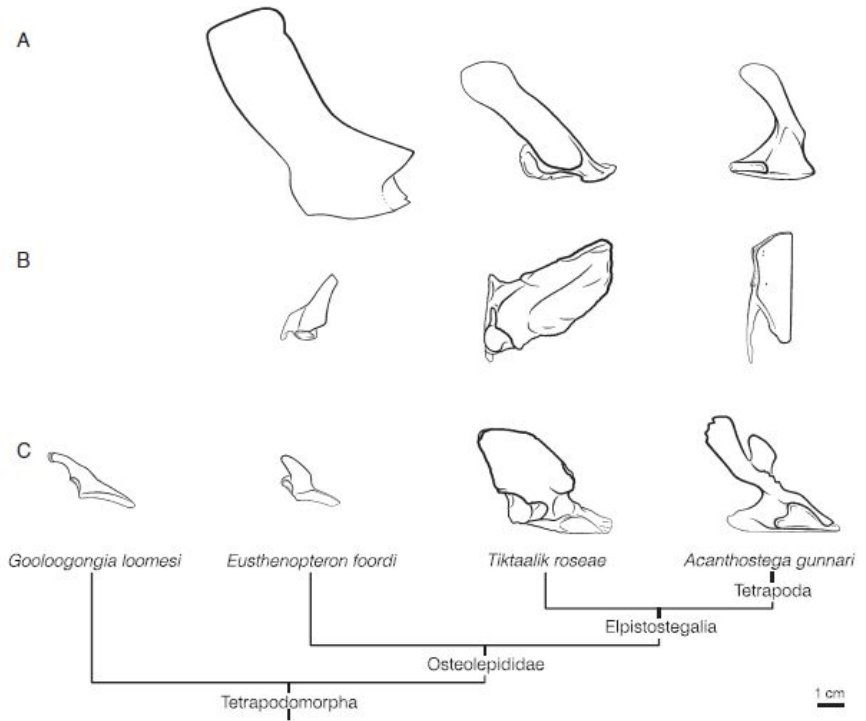 A
B
C
Gooloogongia loomesi Eusthenopteron foordi Tiktaalik roseae Acanthostega gunnari
Tetrapoda
Elpistostegalia
Osteolepididae
Tetrapodomorpha
1 cm